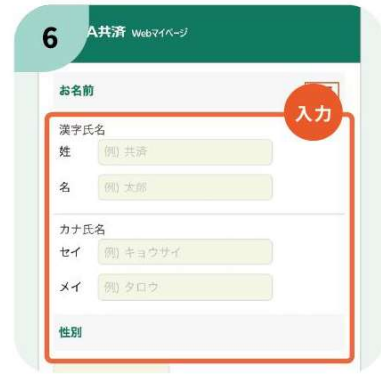 6
A共済 Webマイページ
お名前
入力
漢字氏名
姓 例) 共済
名 例) 太郎
カナ氏名
セイ 例) キョウサイ
メイ 例) タロウ
性別